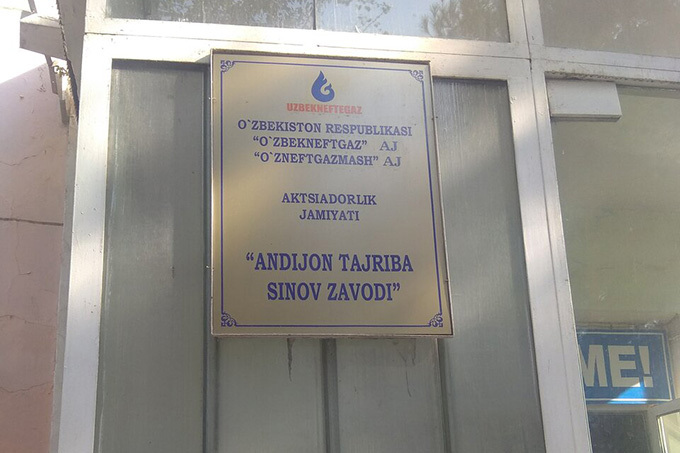 UZBEKNEFTEGAZ
O`ZBEKISTON RESPUBLIKASI
“O`ZBEKNEFTGAZ” AJ
“O`ZNEFTGAZMASH” AJ
AKTSIADORLIK
JAMIYATI
“ANDIJON TAJRIBA
SINOV ZAVODI”
ME!